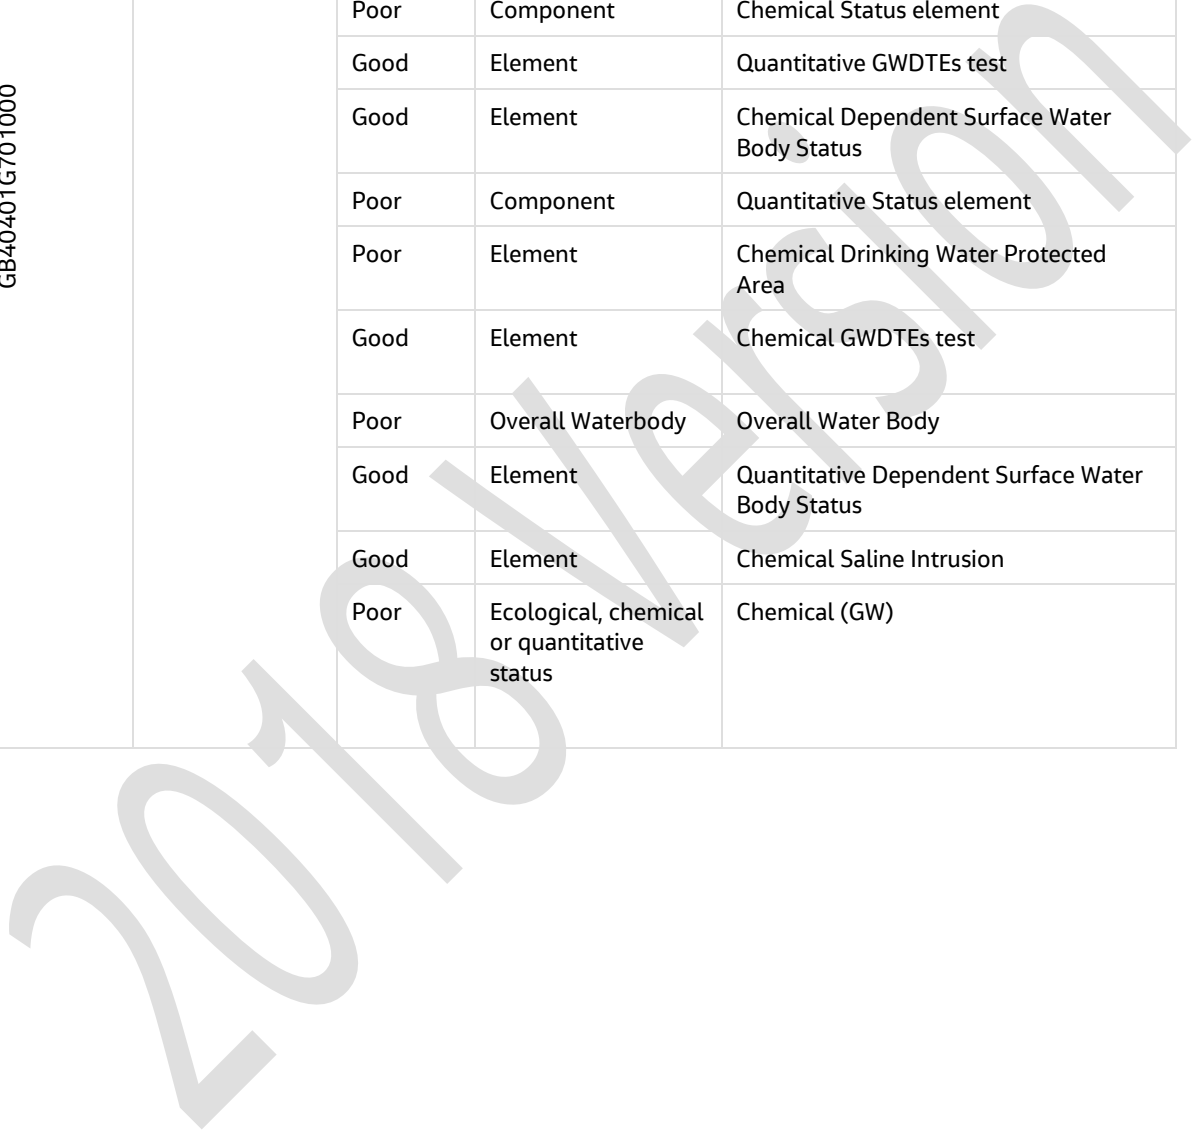 Poor Component Chemical Status element
GB40401G701000
Good Element Quantitative GWDTEs test
Good Element Chemical Dependent Surface Water
Body Status
Poor Component Quantitative Status element
Poor Element Chemical Drinking Water Protected
Area
Good Element Chemical GWDTEs test
Poor Overall Waterbody Overall Water Body
Good Element Quantitative Dependent Surface Water
Body Status
Good Element Chemical Saline Intrusion
Poor Ecological, chemical Chemical (GW)
or quantitative
status
2018 Version